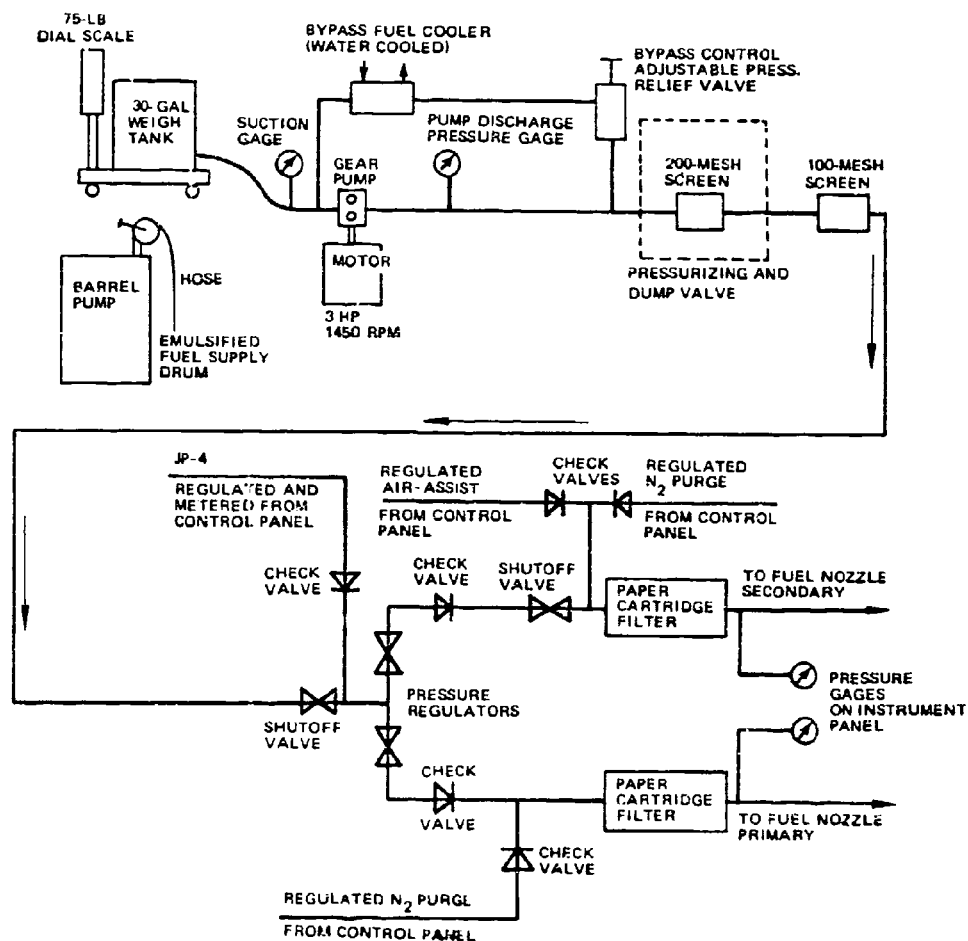 75-LB
DIAL SCALE
30-GAL
WEIGH
TANK
BYPASS FUEL COOLER
(WATER COOLED)
BYPASS CONTROL
ADJUSTABLE PRESS.
RELIEF VALVE
SUCTION
GAGE
PUMP DISCHARGE
PRESSURE GAGE
GEAR
PUMP
200-MESH
SCREEN
100-MESH
SCREEN
MOTOR
3 HP
1450 RPM
PRESSURIZING AND
DUMP VALVE
BARREL
PUMP
HOSE
EMULSIFIED
FUEL SUPPLY
DRUM
JP-4
REGULATED AND
METERED FROM
CONTROL PANEL
REGULATED
AIR-ASSIST
FROM CONTROL
PANEL
CHECK
VALVES
REGULATED
N2 PURGE
FROM CONTROL
PANEL
CHECK
VALVE
CHECK
VALVE
SHUTOFF
VALVE
PAPER
CARTRIDGE
FILTER
TO FUEL NOZZLE
SECONDARY
PRESSURE
REGULATORS
PRESSURE
GAGES
ON INSTRUMENT
PANEL
SHUTOFF
VALVE
CHECK
VALVE
PAPER
CARTRIDGE
FILTER
TO FUEL NOZZLE
PRIMARY
CHECK
VALVE
REGULATED N2 PURGE
FROM CONTROL PANEL